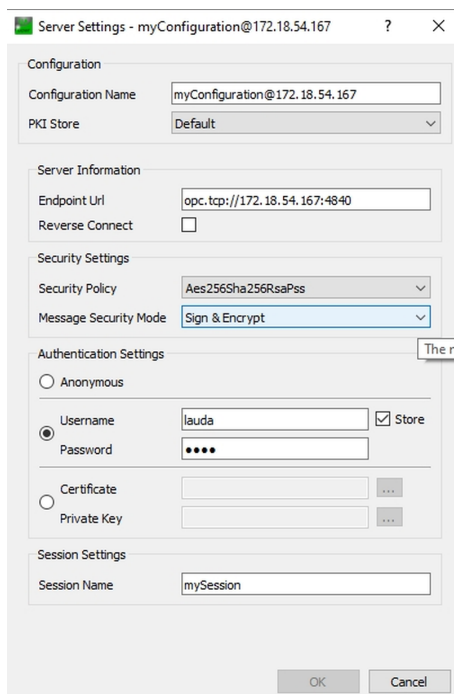 Server Settings - myConfiguration@172.18.54.167 ? X
Configuration
Configuration Name myConfiguration@172.18.54.167
PKI Store Default
Server Information
Endpoint Url opc.tcp://172.18.54.167:4840
Reverse Connect
Security Settings
Security Policy Aes256Sha256RsaPss
Message Security Mode Sign & Encrypt
The
Authentication Settings
Anonymous
Username lauda Store
Password ●●●●
Certificate ...
Private Key ...
Session Settings
Session Name mySession
OK Cancel